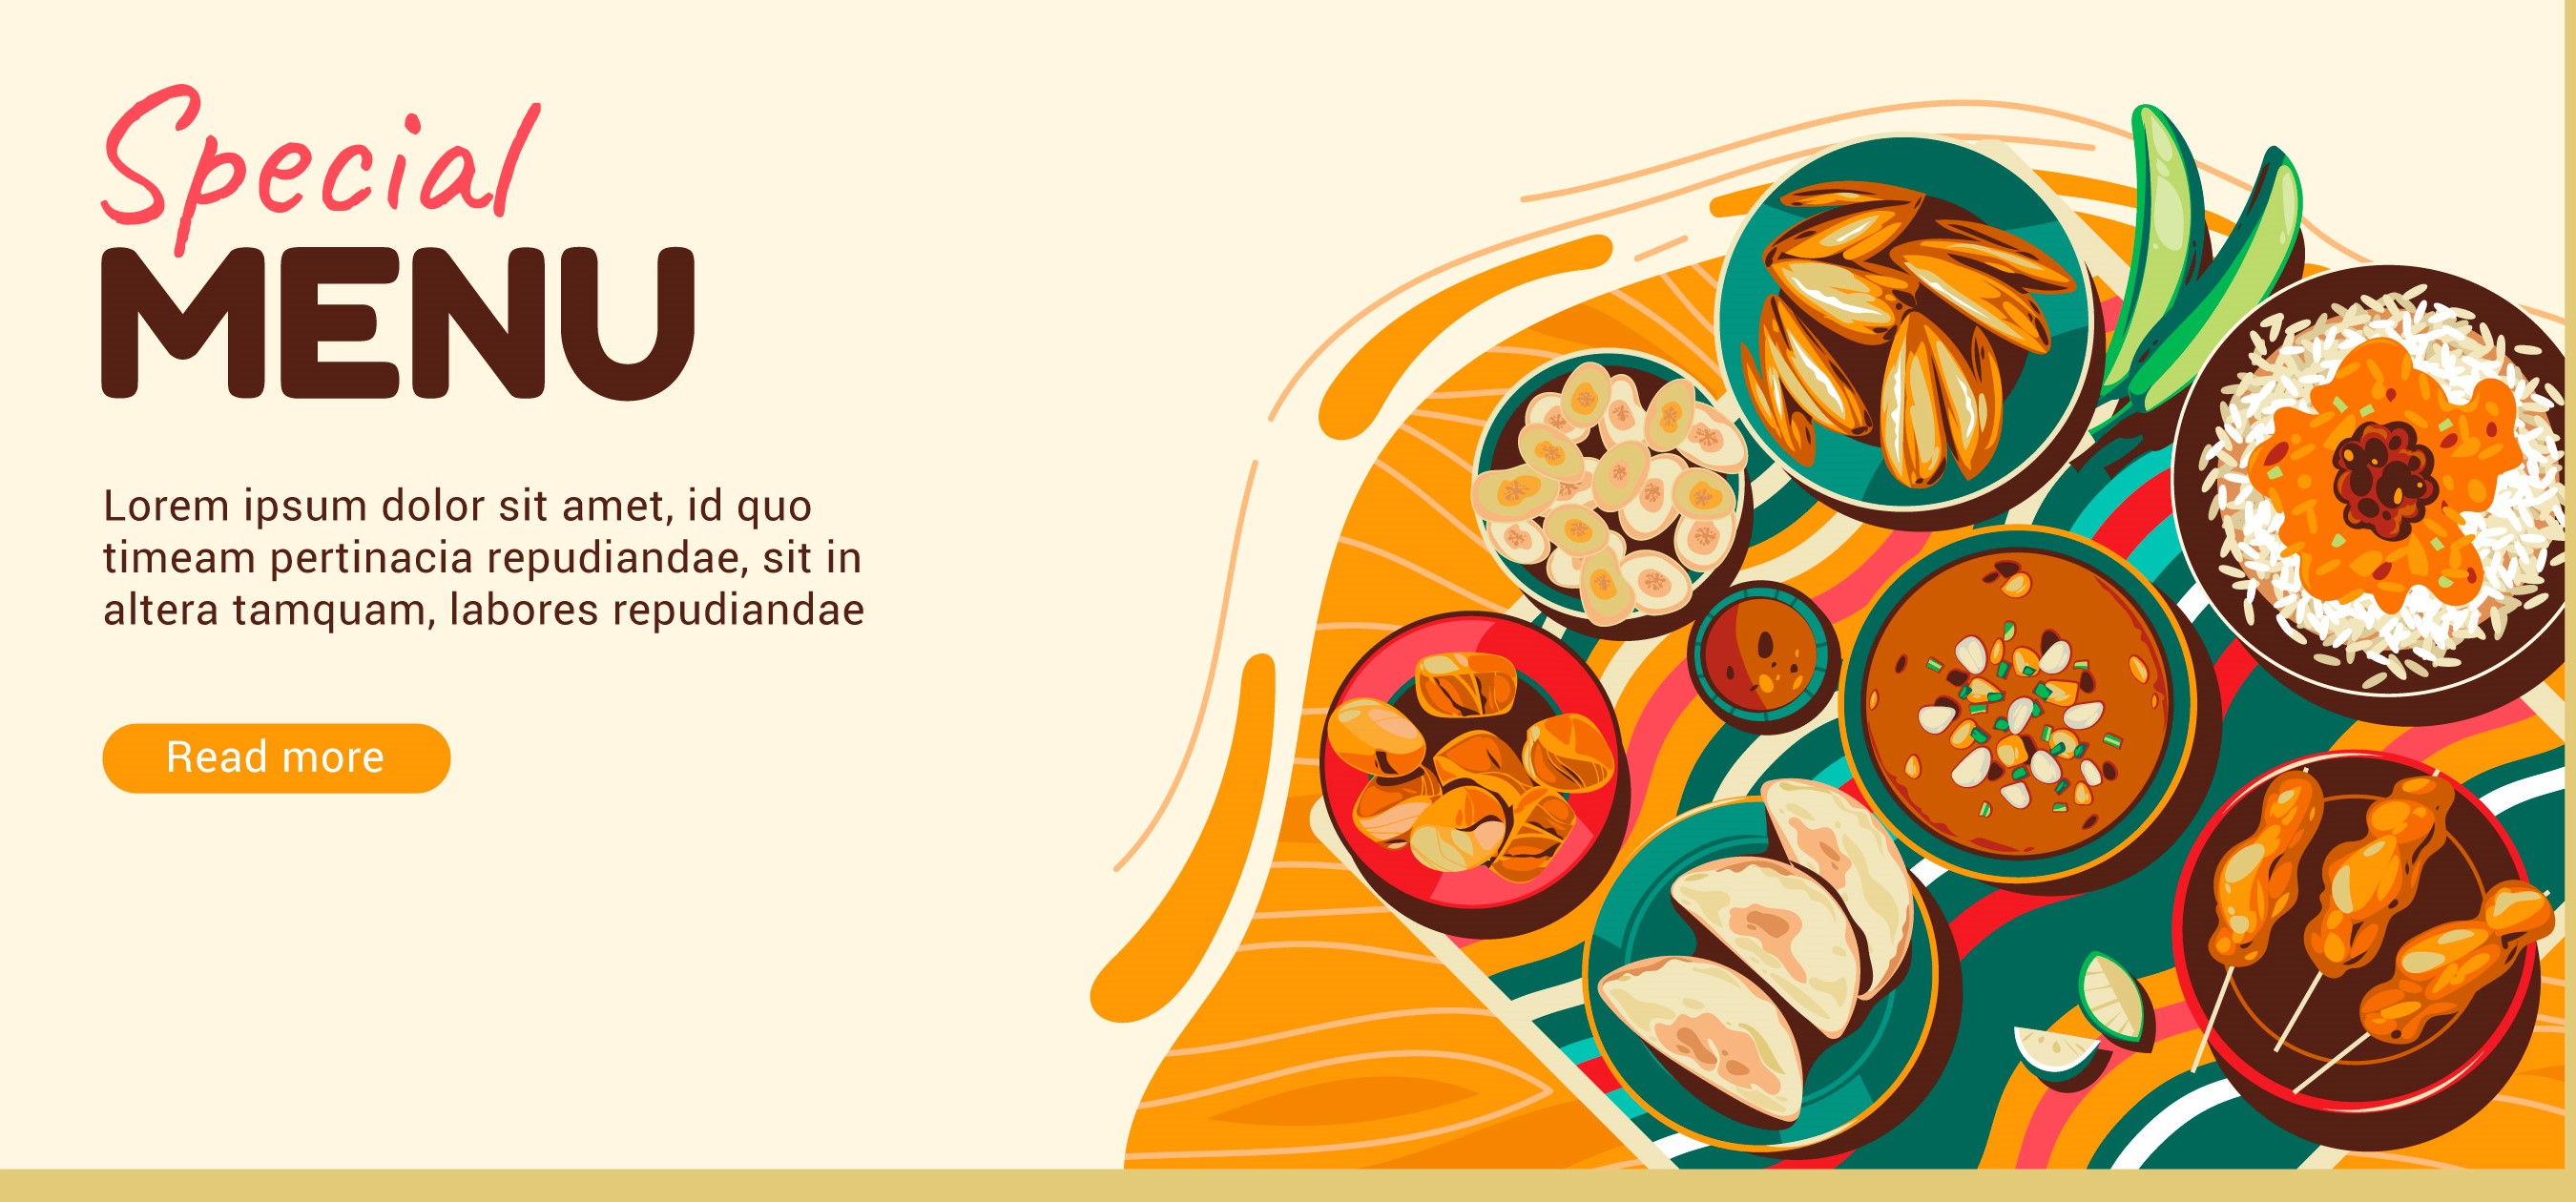 Special
MENU
Lorem ipsum dolor sit amet, id quo
timeam pertinacia repudiandae, sit in
altera tamquam, labores repudiandae
Read more